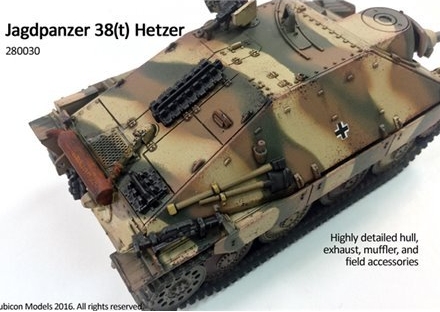 Jagdpanzer 38(t) Hetzer
280030
Highly detailed hull,
exhaust, muffler, and
field accessories
ubicon Models 2016. All rights reserved.